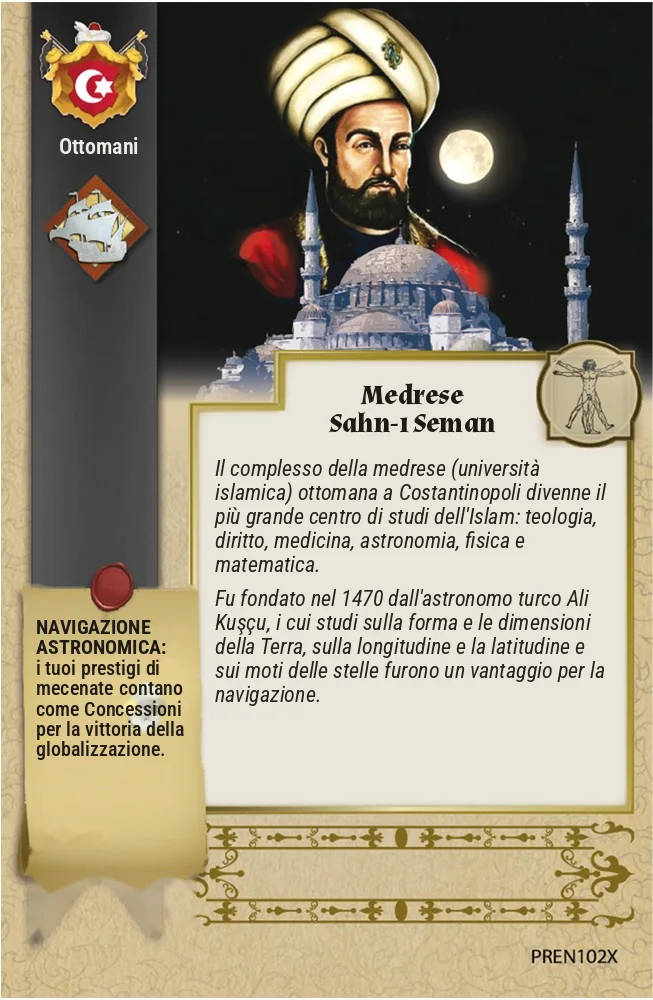 Ottomani
Medrese
Sahn-ı Seman
Il complesso della medrese (università
islamica) ottomana a Costantinopoli divenne il
più grande centro di studi dell'Islam: teologia,
diritto, medicina, astronomia, fisica e
matematica.
Fu fondato nel 1470 dall'astronomo turco Ali
Kuşçu, i cui studi sulla forma e le dimensioni
della Terra, sulla longitudine e la latitudine e
sui moti delle stelle furono un vantaggio per la
navigazione.
NAVIGAZIONE
ASTRONOMICA:
i tuoi prestigi di
mecenate contano
come Concessioni
per la vittoria della
globalizzazione.
PREN102X